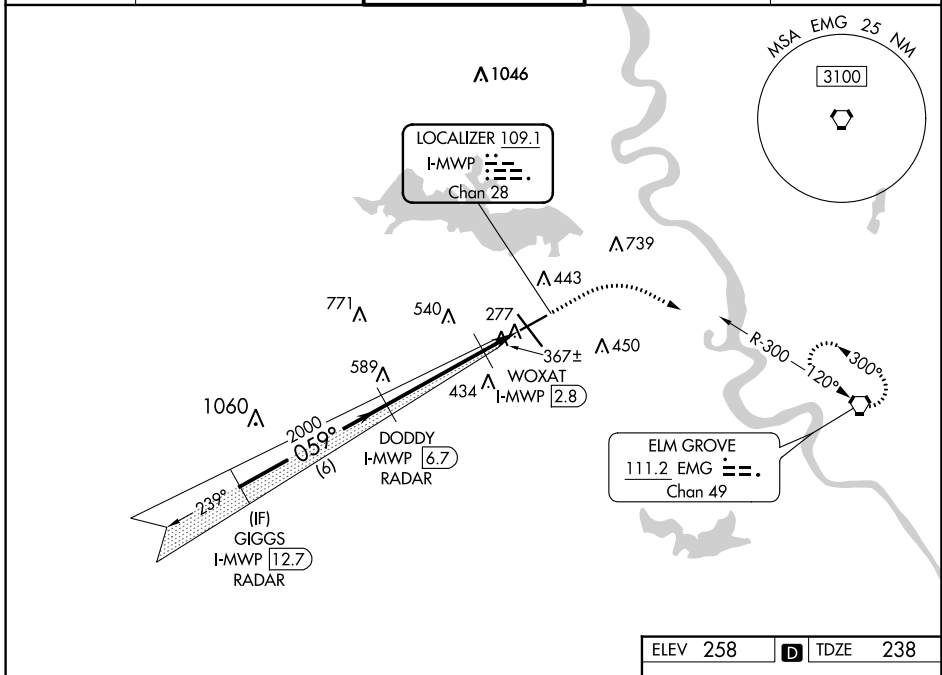 MSA EMG 25 NM
3100
1046
LOCALIZER 109.1
I-MWP
Chan 28
739
443
771
540
277
367±
450
R-300
120°
300°
589
434
WOXAT
I-MWP 2.8
1060
2000
059°
(6)
DODDY
I-MWP 6.7
RADAR
ELM GROVE
111.2 EMG
Chan 49
239°
(IF)
GIGGS
I-MWP 12.7
RADAR
ELEV 258 D TDZE 238